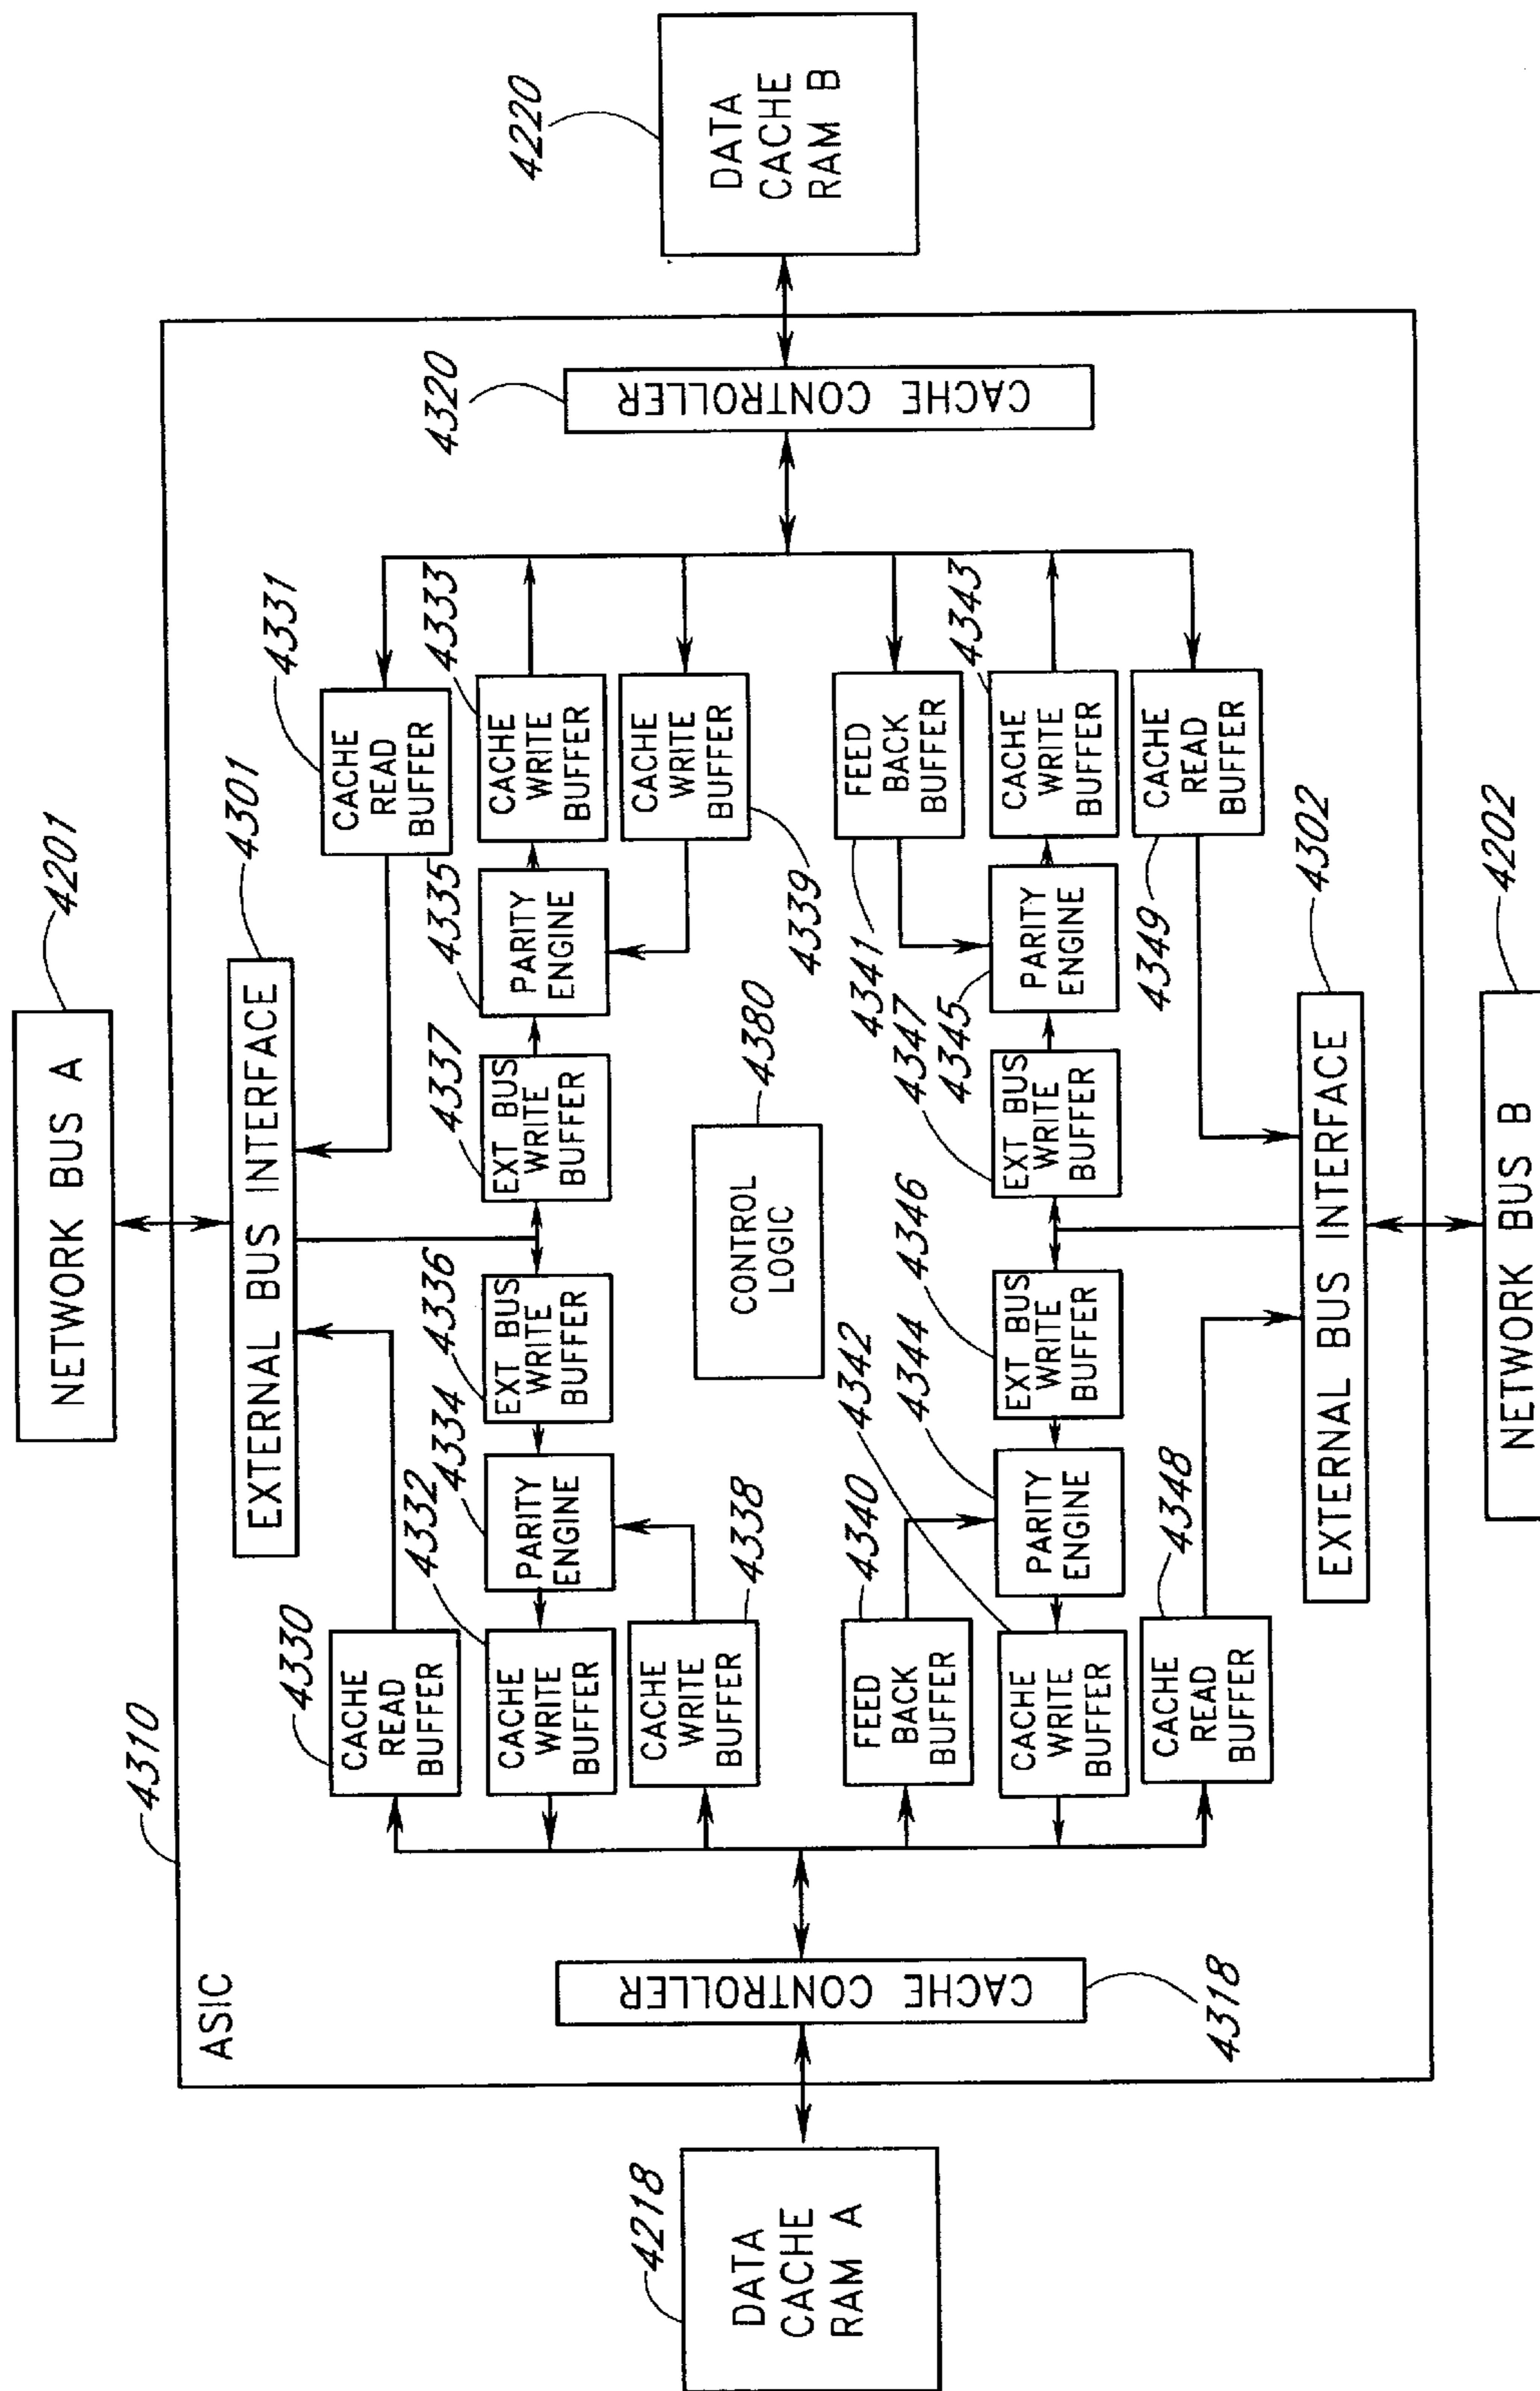 4201
NETWORK BUS A
4310
ASIC
EXTERNAL BUS INTERFACE
4301
4330
CACHE
READ
BUFFER
4331
CACHE
READ
BUFFER
4332
CACHE
WRITE
BUFFER
4334
PARITY
ENGINE
4336
EXT BUS
WRITE
BUFFER
4337
EXT BUS
WRITE
BUFFER
4335
PARITY
ENGINE
4333
CACHE
WRITE
BUFFER
4338
CACHE
WRITE
BUFFER
4339
CACHE
WRITE
BUFFER
4218
DATA
CACHE
RAM A
4318
CACHE CONTROLLER
4380
CONTROL
LOGIC
4320
CACHE CONTROLLER
4220
DATA
CACHE
RAM B
4340
FEED
BACK
BUFFER
4341
FEED
BACK
BUFFER
4342
CACHE
WRITE
BUFFER
4344
PARITY
ENGINE
4346
EXT BUS
WRITE
BUFFER
4347
EXT BUS
WRITE
BUFFER
4345
PARITY
ENGINE
4343
CACHE
WRITE
BUFFER
4348
CACHE
READ
BUFFER
4349
CACHE
READ
BUFFER
EXTERNAL BUS INTERFACE
4302
NETWORK BUS B
4202